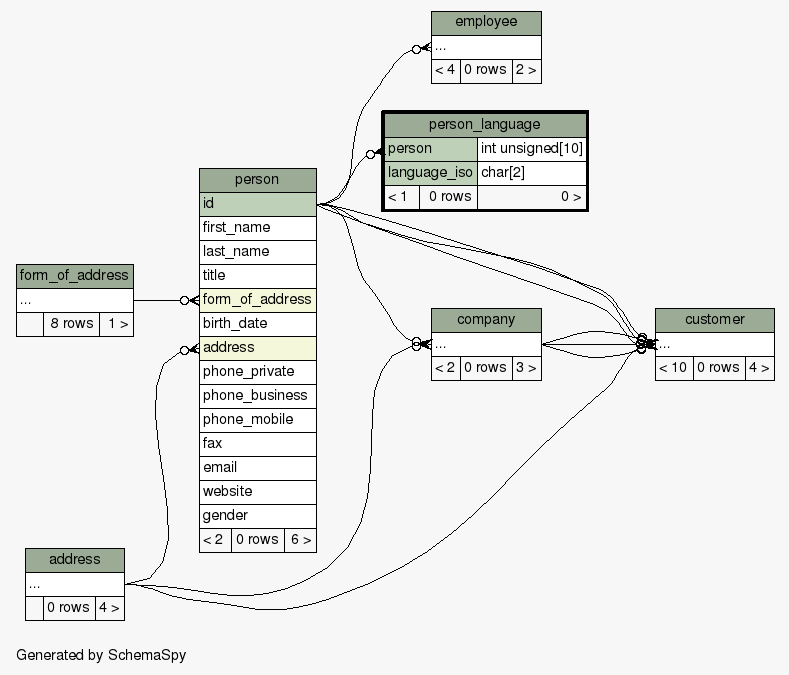 employee
...
< 4 0 rows 2 >
person_language
person int unsigned[10]
language_iso char[2]
< 1 0 rows 0 >
person
id
first_name
last_name
title
form_of_address
birth_date
address
phone_private
phone_business
phone_mobile
fax
email
website
gender
< 2 0 rows 6 >
form_of_address
...
8 rows 1 >
company
...
< 2 0 rows 3 >
customer
...
< 10 0 rows 4 >
address
...
0 rows 4 >
Generated by SchemaSpy